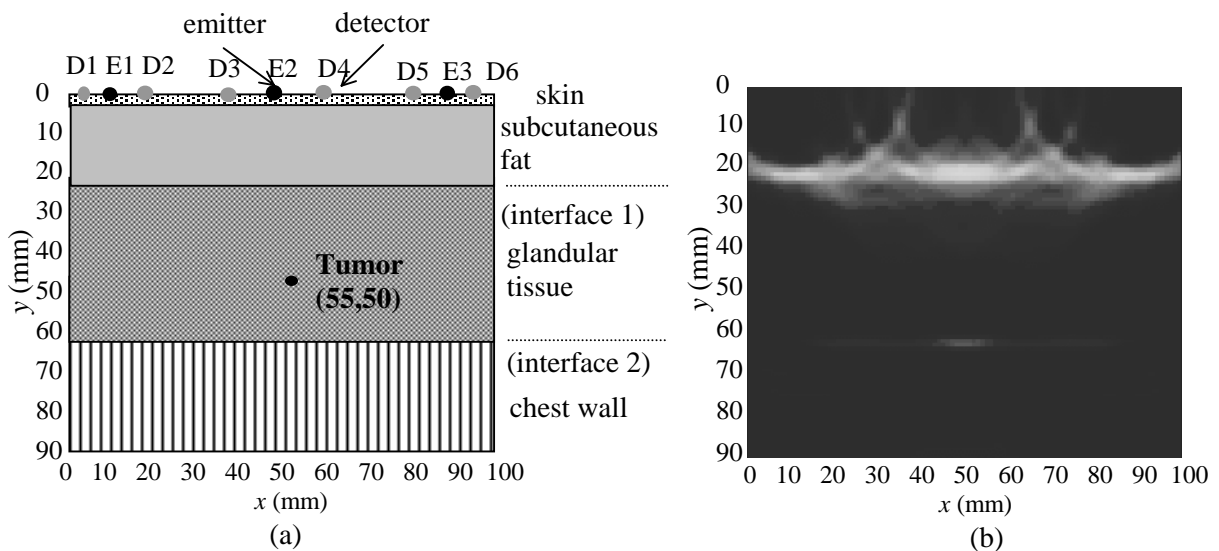 emitter
detector
D1 E1 D2 D3 E2 D4 D5 E3 D6
skin
subcutaneous
fat
(interface 1)
glandular
tissue
Tumor
(55,50)
(interface 2)
chest wall
0
10
20
30
40
50
60
70
80
90
y (mm)
0 10 20 30 40 50 60 70 80 90 100
x (mm)
(a)
0
10
20
30
40
50
60
70
80
90
y (mm)
0 10 20 30 40 50 60 70 80 90 100
x (mm)
(b)